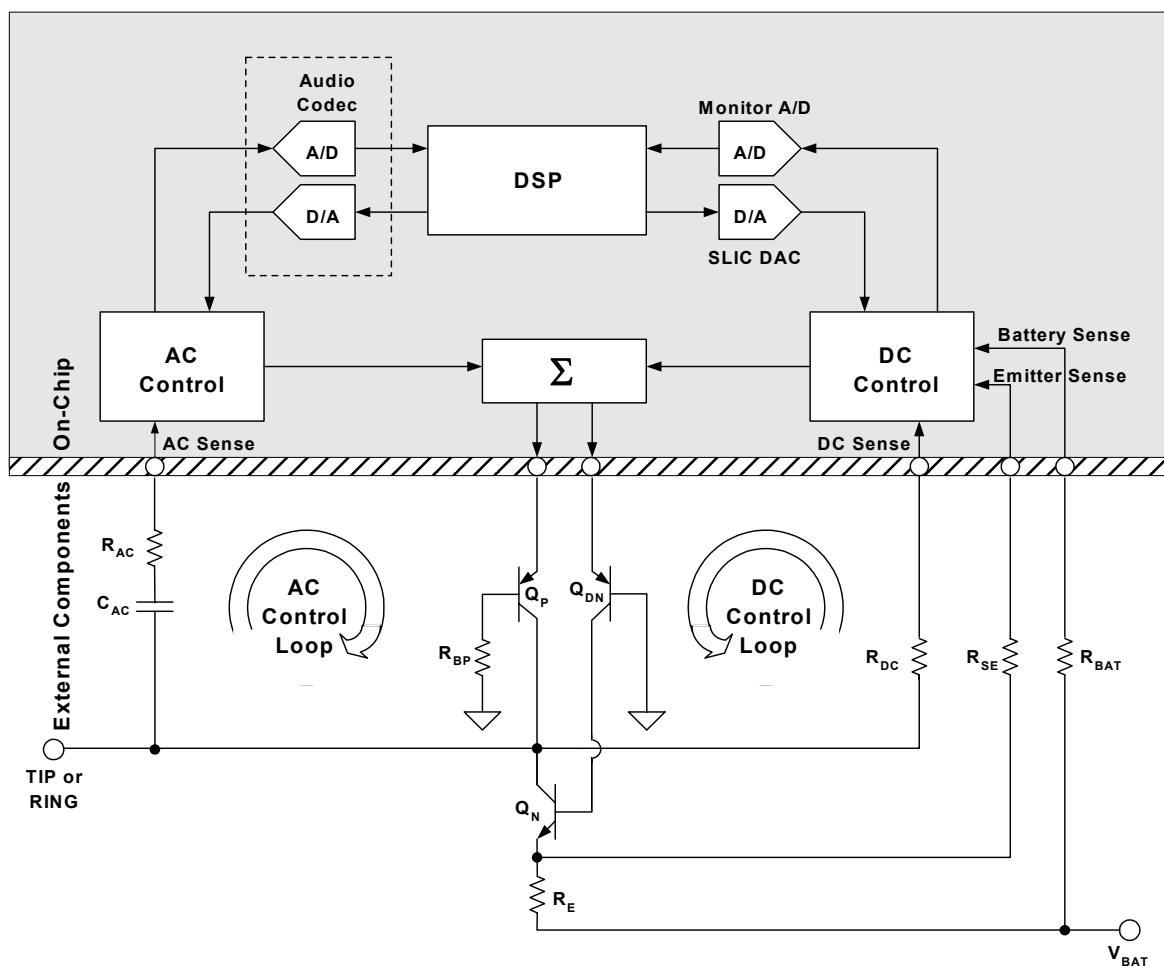 Audio
Codec
Monitor A/D
A/D
DSP
A/D
D/A
D/A
SLIC DAC
AC
Control
Σ
DC
Control
Battery Sense
Emitter Sense
AC Sense
DC Sense
On-Chip
External Components
R_AC
C_AC
AC
Control
Loop
Q_P
R_BP
Q_DN
DC
Control
Loop
R_DC
R_SE
R_BAT
TIP or
RING
Q_N
R_E
V_BAT